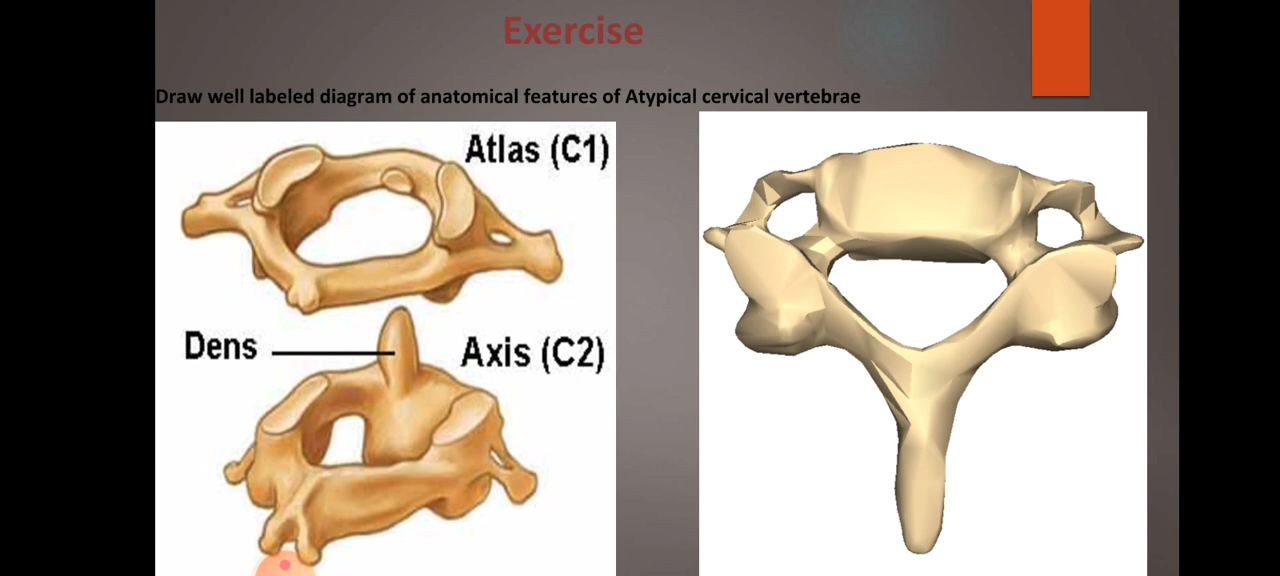 Exercise
Draw well labeled diagram of anatomical features of Atypical cervical vertebrae
Atlas (C1)
Dens
Axis (C2)